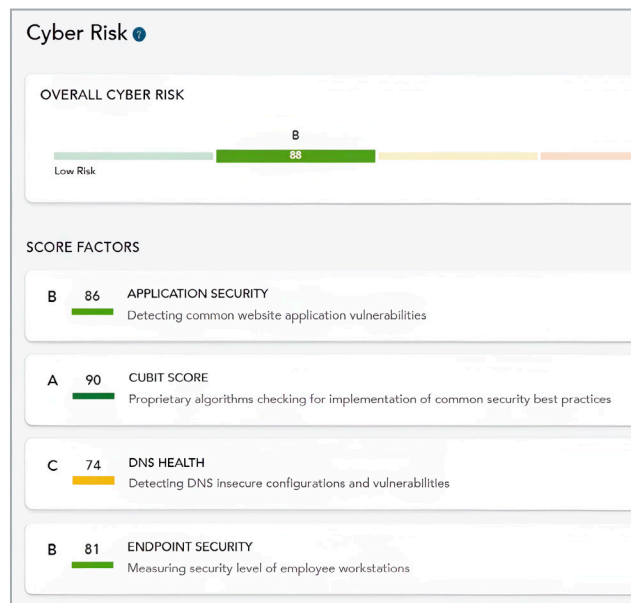 Cyber Risk ?
OVERALL CYBER RISK
B
88
Low Risk
SCORE FACTORS
B 86 APPLICATION SECURITY
Detecting common website application vulnerabilities
A 90 CUBIT SCORE
Proprietary algorithms checking for implementation of common security best practices
C 74 DNS HEALTH
Detecting DNS insecure configurations and vulnerabilities
B 81 ENDPOINT SECURITY
Measuring security level of employee workstations